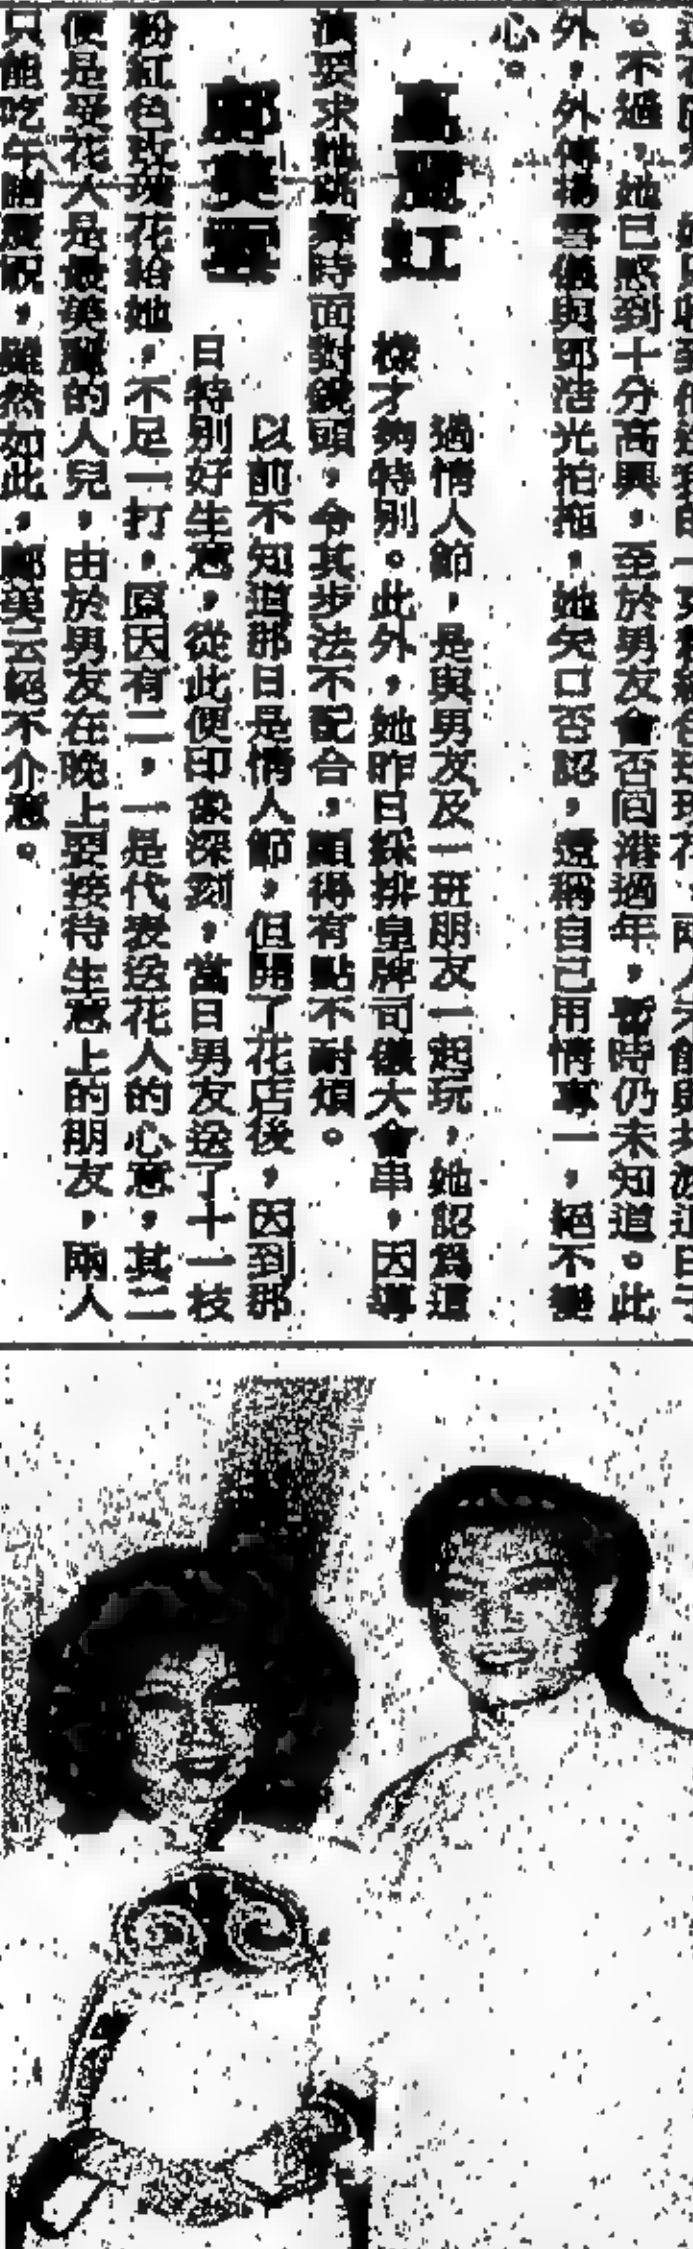 。不過，她已感到十分高興，至於男友會否回港過年，暫時仍未知道。此
外，外傳楊雪儀與鄧浩光拍拖，她矢口否認，還稱自己用情專一，絕不變
心。
高麗虹
過情人節，是與男友及一班朋友一起玩，她認爲這
樣才夠特別。此外，她昨日綵排皇牌司儀大會串，因導
演要求她跳舞時面對鏡頭，令其步法不配合，顯得有點不耐煩。
鄺美雲
以前不知道那日是情人節，但開了花店後，因到那
日特別好生意，從此便印象深刻，當日男友送了十一枝
粉紅色玫瑰花給她，不足一打，原因有二，一是代表送花人的心意，其二
便是受花人是最美麗的人兒，由於男友在晚上要接待生意上的朋友，兩人
只能吃午餐慶祝，雖然如此，鄺美云絕不介意。